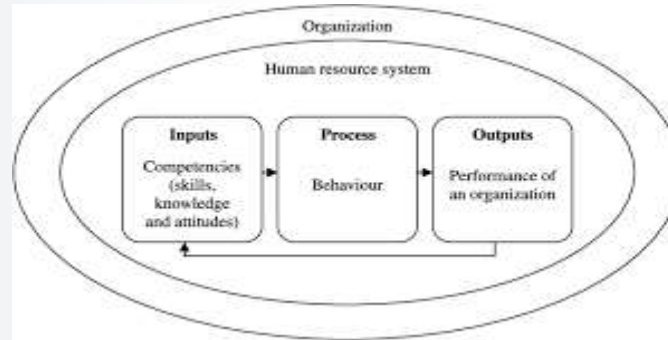 Organization
Human resource system
Inputs
Competencies
(skills,
knowledge
and attitudes)
Process
Behaviour
Outputs
Performance of
an organization